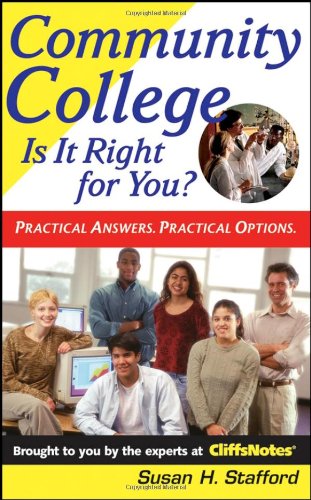 Community
College
Is It Right
for You?
PRACTICAL ANSWERS. PRACTICAL OPTIONS.
Brought to you by the experts at CliffsNotes®
Susan H. Stafford